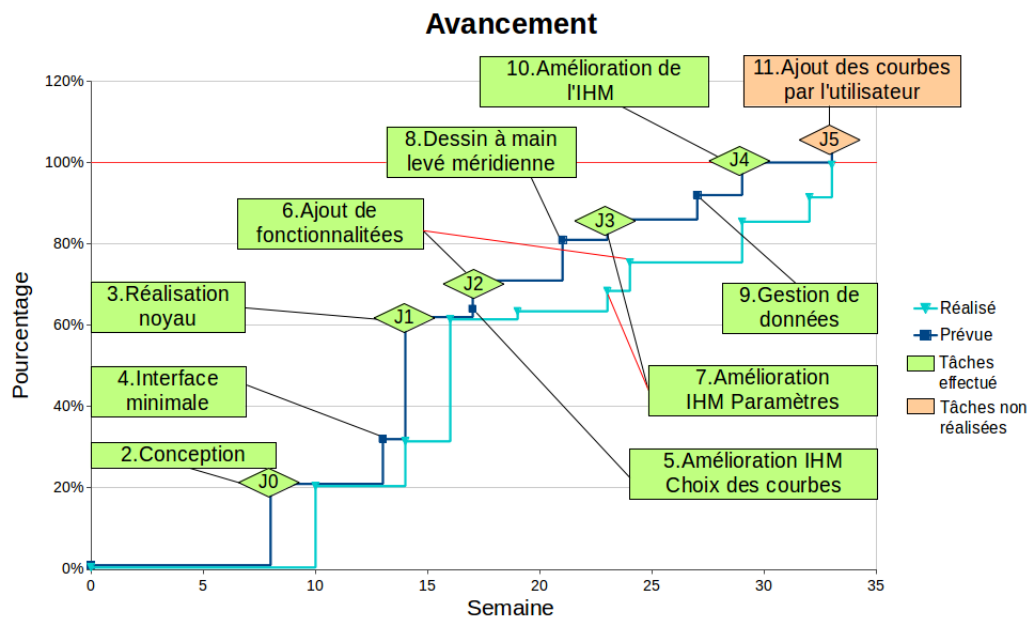 Avancement
120%
100%
80%
60%
40%
20%
0%
0
5
10
15
20
25
30
35
Pourcentage
Semaine
10.Amélioration de
l'IHM
11.Ajout des courbes
par l'utilisateur
8.Dessin à main
levé méridienne
6.Ajout de
fonctionnalitées
3.Réalisation
noyau
4.Interface
minimale
2.Conception
J0
J1
J2
J3
J4
J5
9.Gestion de
données
7.Amélioration
IHM Paramètres
5.Amélioration IHM
Choix des courbes
Réalisé
Prévue
Tâches
effectué
Tâches non
réalisées